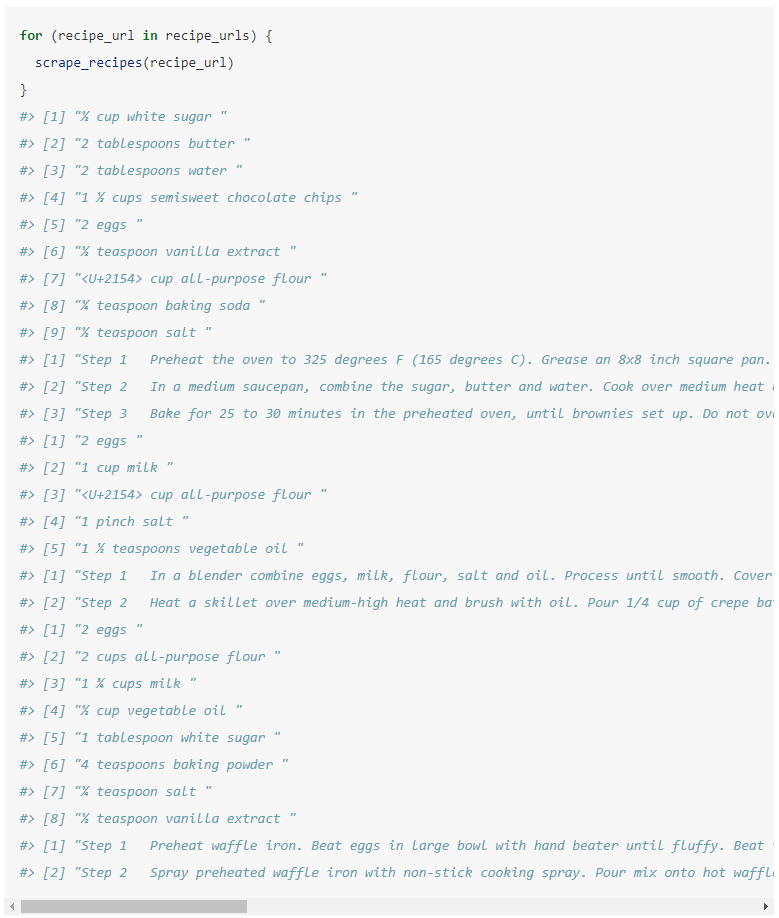 for (recipe_url in recipe_urls) {
scrape_recipes(recipe_url)
}
#> [1] "½ cup white sugar "
#> [2] "2 tablespoons butter "
#> [3] "2 tablespoons water "
#> [4] "1 ½ cups semisweet chocolate chips "
#> [5] "2 eggs "
#> [6] "½ teaspoon vanilla extract "
#> [7] "<U+2154> cup all-purpose flour "
#> [8] "¼ teaspoon baking soda "
#> [9] "½ teaspoon salt "
#> [1] "Step 1   Preheat the oven to 325 degrees F (165 degrees C). Grease an 8x8 inch square pan.
#> [2] "Step 2   In a medium saucepan, combine the sugar, butter and water. Cook over medium heat
#> [3] "Step 3   Bake for 25 to 30 minutes in the preheated oven, until brownies set up. Do not
#> [1] "2 eggs "
#> [2] "1 cup milk "
#> [3] "<U+2154> cup all-purpose flour "
#> [4] "1 pinch salt "
#> [5] "1 ½ teaspoons vegetable oil "
#> [1] "Step 1   In a blender combine eggs, milk, flour, salt and oil. Process until smooth. Cover
#> [2] "Step 2   Heat a skillet over medium-high heat and brush with oil. Pour 1/4 cup of crepe
#> [1] "2 eggs "
#> [2] "2 cups all-purpose flour "
#> [3] "1 ¾ cups milk "
#> [4] "½ cup vegetable oil "
#> [5] "1 tablespoon white sugar "
#> [6] "4 teaspoons baking powder "
#> [7] "¼ teaspoon salt "
#> [8] "½ teaspoon vanilla extract "
#> [1] "Step 1   Preheat waffle iron. Beat eggs in large bowl with hand beater until fluffy. Beat
#> [2] "Step 2   Spray preheated waffle iron with non-stick cooking spray. Pour mix onto hot